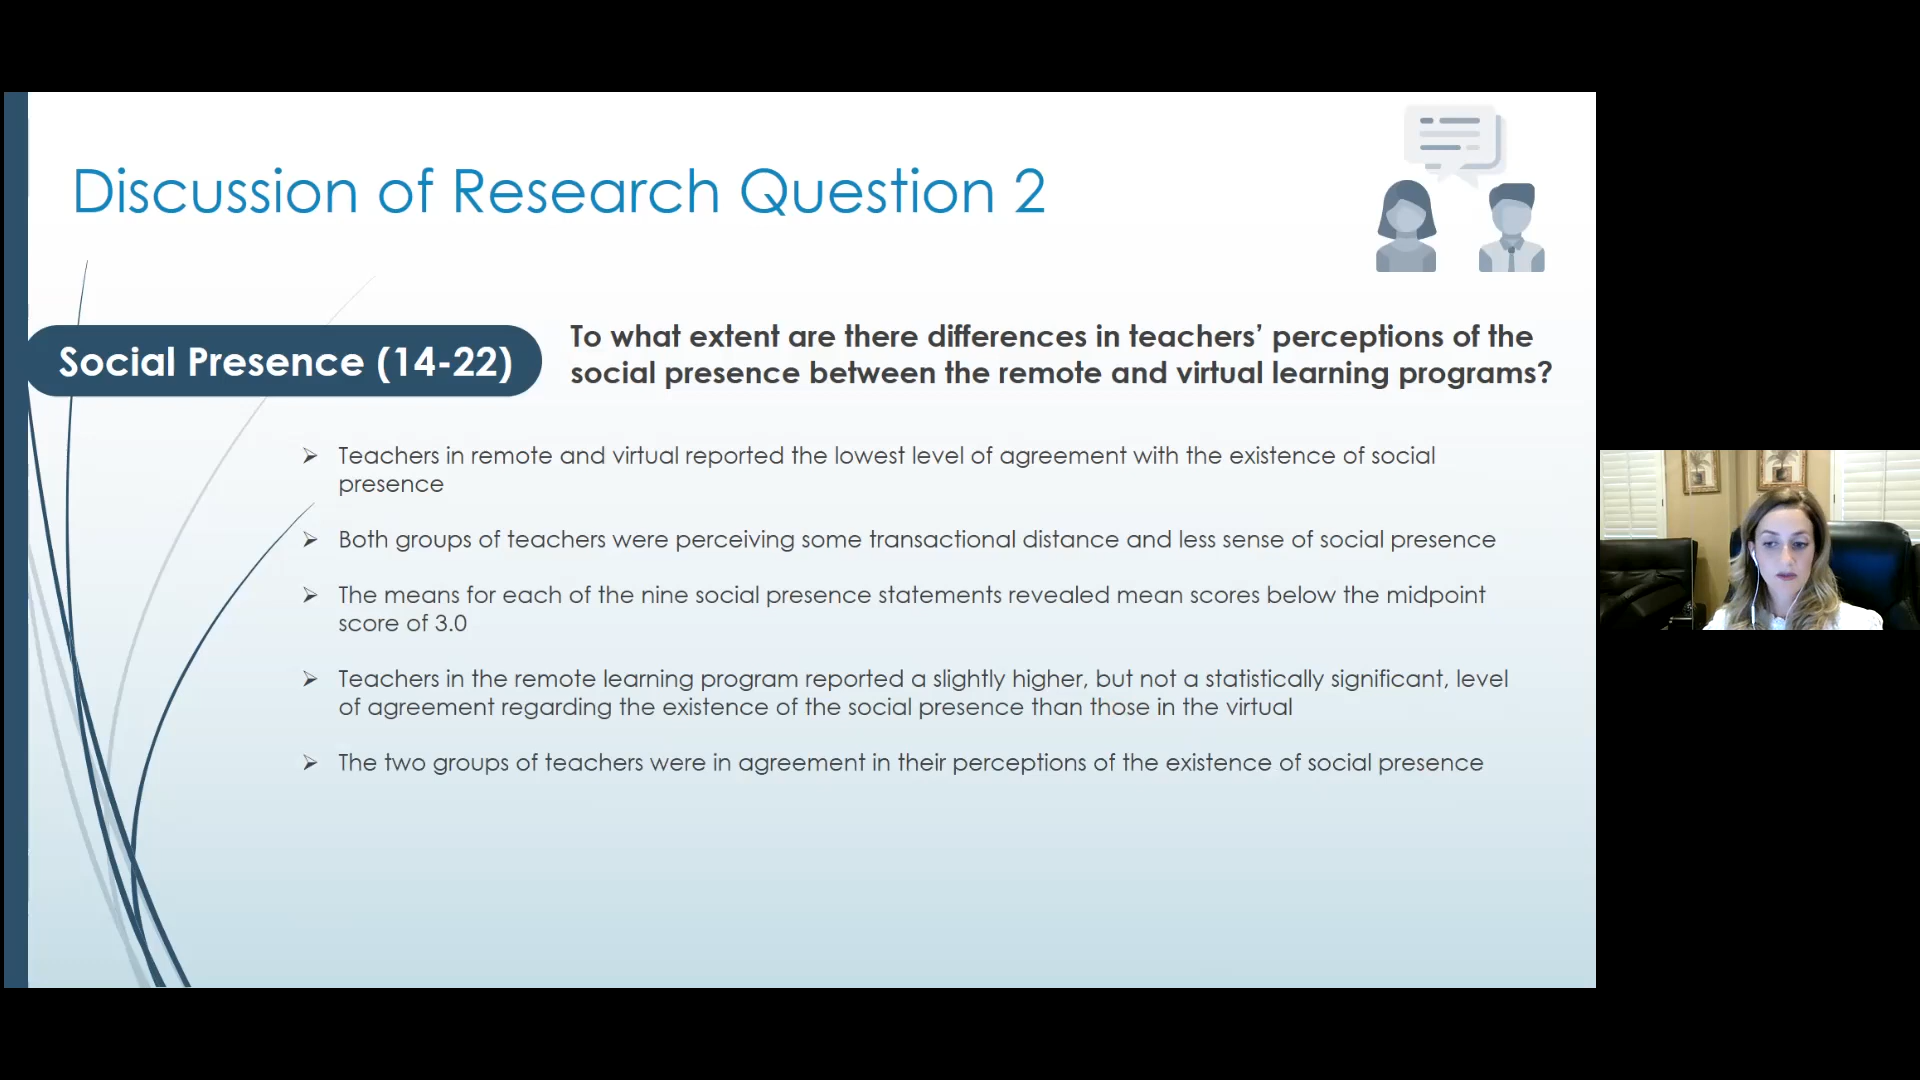 Discussion of Research Question 2
Social Presence (14-22)
To what extent are there differences in teachers’ perceptions of the
social presence between the remote and virtual learning programs?
Teachers in remote and virtual reported the lowest level of agreement with the existence of social
presence
Both groups of teachers were perceiving some transactional distance and less sense of social presence
The means for each of the nine social presence statements revealed mean scores below the midpoint
score of 3.0
Teachers in the remote learning program reported a slightly higher, but not a statistically significant, level
of agreement regarding the existence of the social presence than those in the virtual
The two groups of teachers were in agreement in their perceptions of the existence of social presence